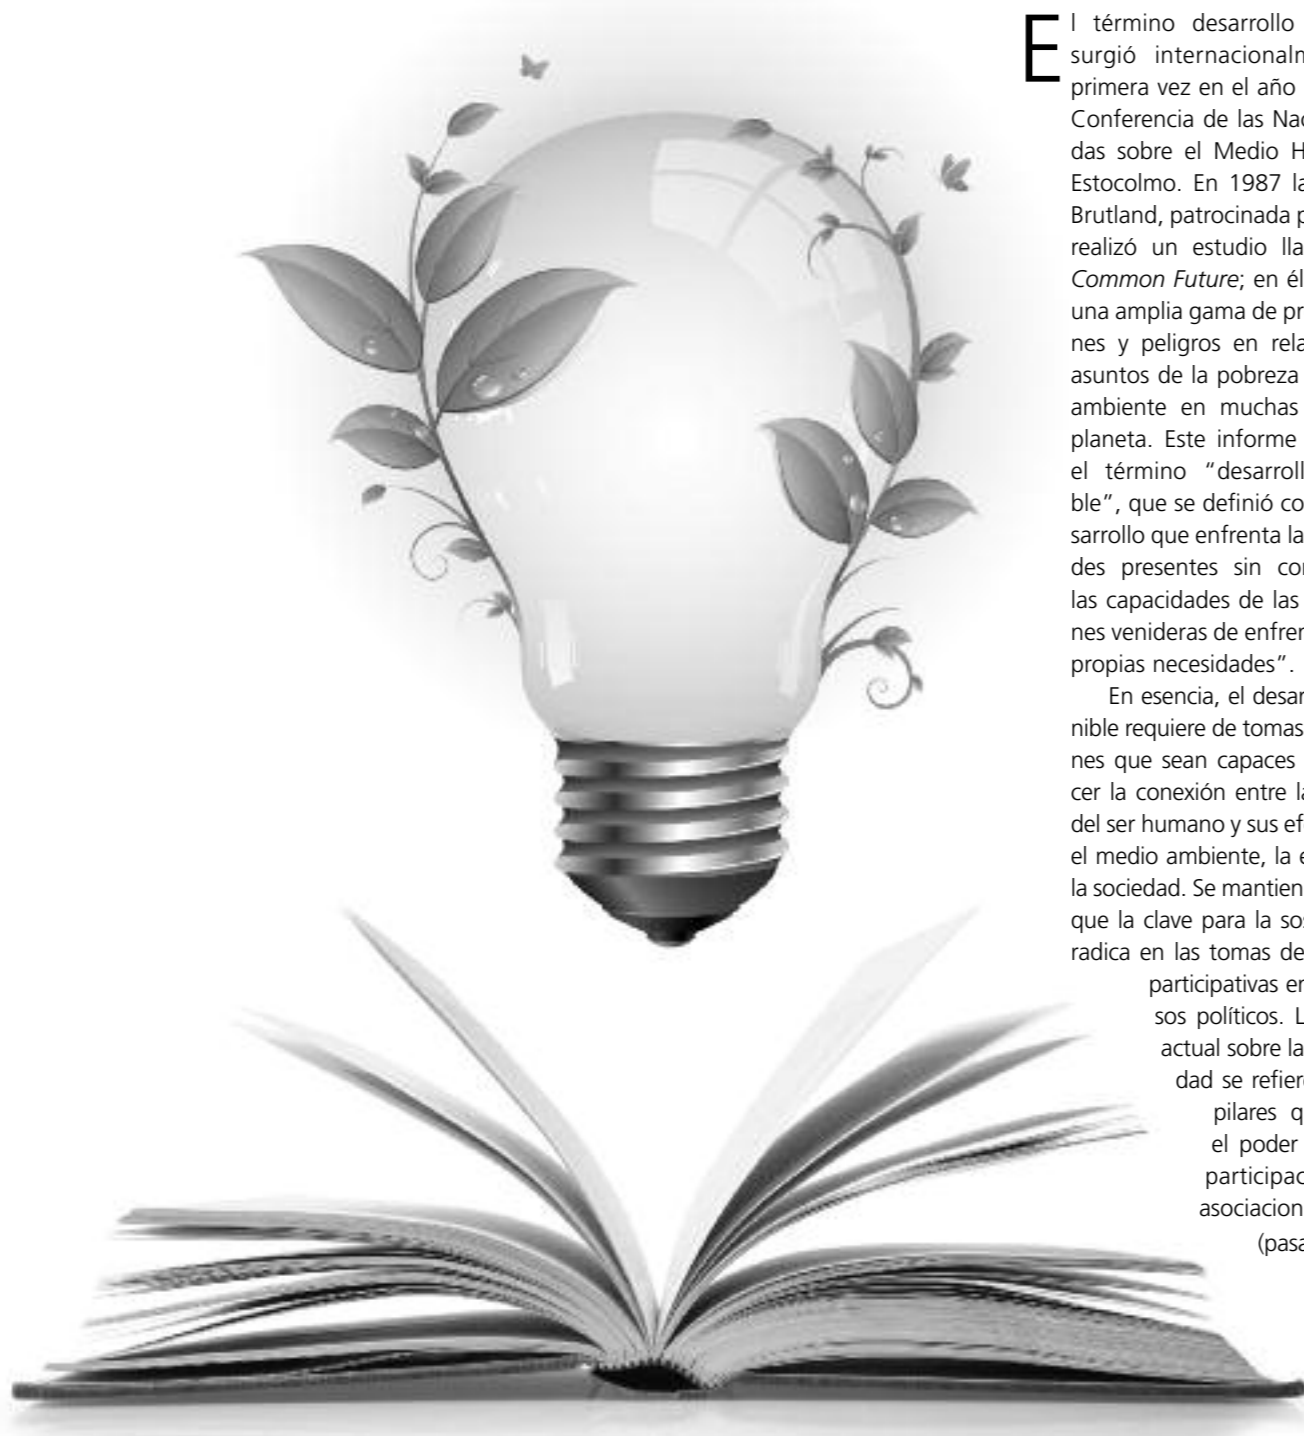 El término desarrollo
surgió internacionalm
primera vez en el año
Conferencia de las Nac
das sobre el Medio H
Estocolmo. En 1987 la
Brutland, patrocinada p
realizó un estudio lla
Common Future; en él
una amplia gama de pr
nes y peligros en rela
asuntos de la pobreza
ambiente en muchas
planeta. Este informe
el término “desarroll
ble”, que se definió co
sarrollo que enfrenta la
des presentes sin con
las capacidades de las
nes venideras de enfren
propias necesidades”.
En esencia, el desar
nible requiere de tomas
nes que sean capaces
cer la conexión entre la
del ser humano y sus efe
el medio ambiente, la e
la sociedad. Se mantien
que la clave para la sos
radica en las tomas de
participativas en
sos políticos. L
actual sobre la
dad se refiere
pilares q
el poder
participac
asociacion
(pasa